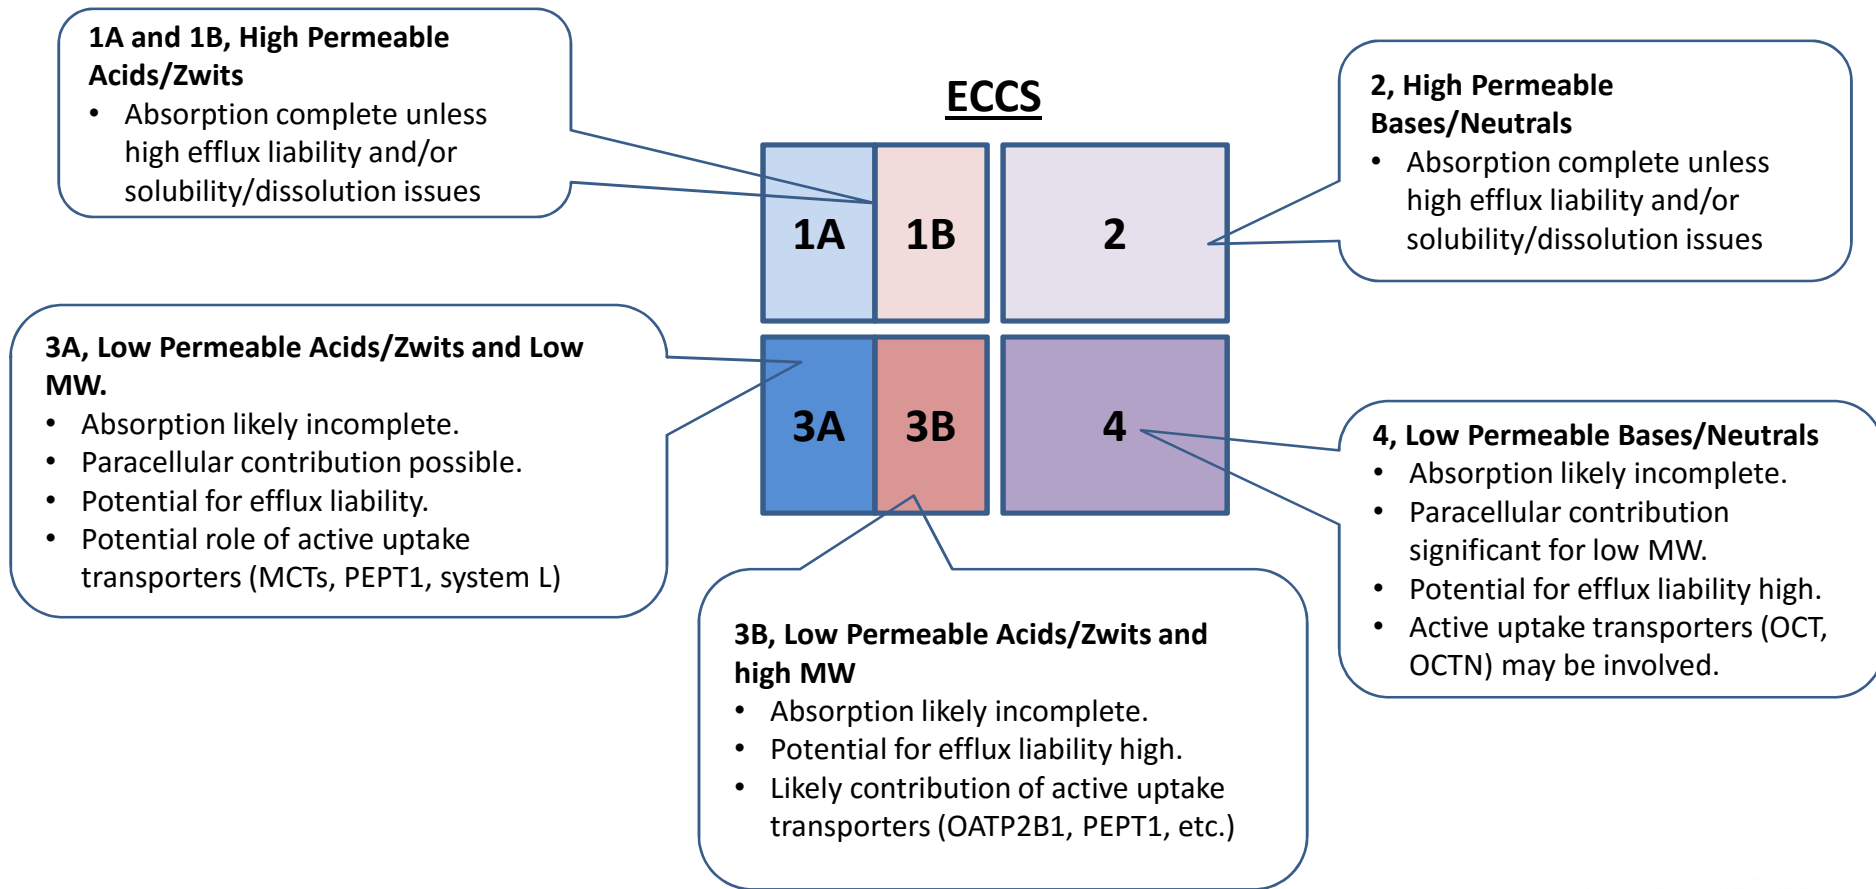 1A and 1B, High Permeable
Acids/Zwits
• Absorption complete unless
high efflux liability and/or
solubility/dissolution issues
ECCS
2, High Permeable
Bases/Neutrals
• Absorption complete unless
high efflux liability and/or
solubility/dissolution issues
1A
1B
2
3A, Low Permeable Acids/Zwits and Low
MW.
• Absorption likely incomplete.
• Paracellular contribution possible.
• Potential for efflux liability.
• Potential role of active uptake
transporters (MCTs, PEPT1, system L)
3A
3B
4
4, Low Permeable Bases/Neutrals
• Absorption likely incomplete.
• Paracellular contribution
significant for low MW.
• Potential for efflux liability high.
• Active uptake transporters (OCT,
OCTN) may be involved.
3B, Low Permeable Acids/Zwits and
high MW
• Absorption likely incomplete.
• Potential for efflux liability high.
• Likely contribution of active uptake
transporters (OATP2B1, PEPT1, etc.)